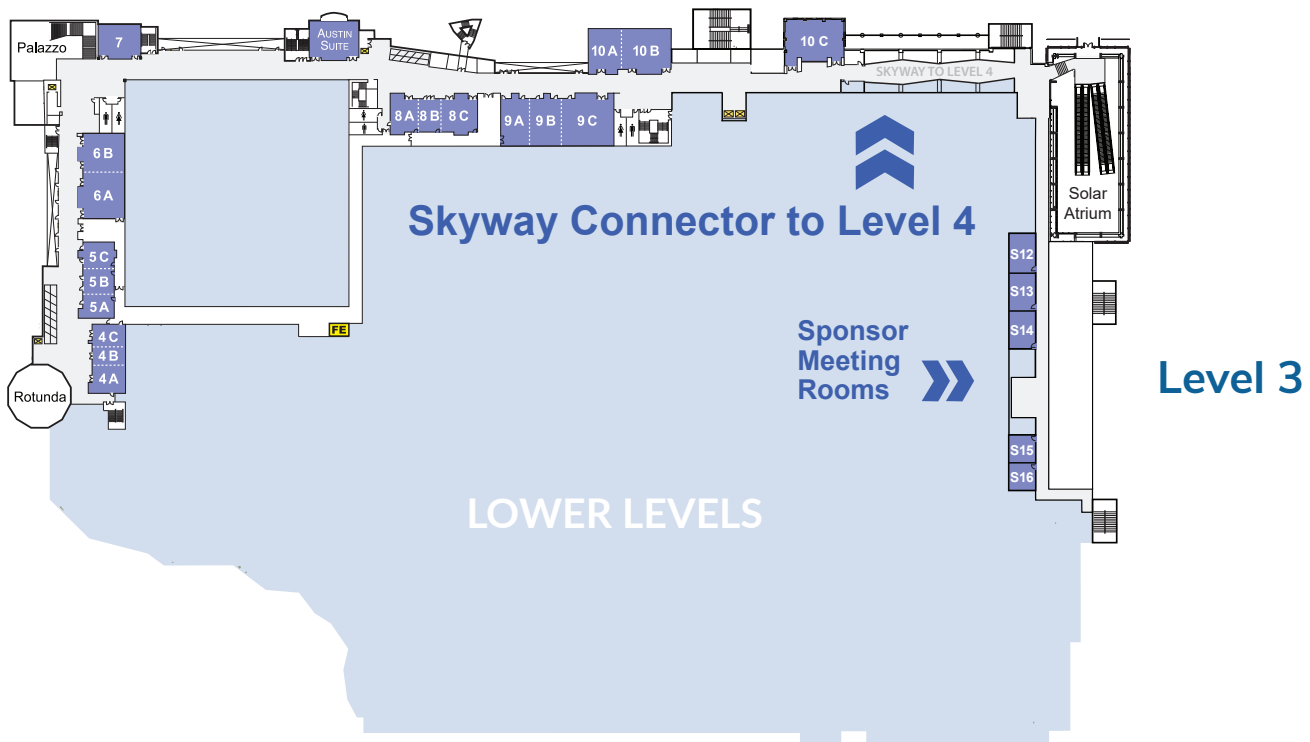 Palazzo
7
AUSTIN
SUITE
10 A
10 B
10 C
SKYWAY TO LEVEL 4
8 A
8 B
8 C
9 A
9 B
9 C
6 B
6 A
Solar
Atrium
Skyway Connector to Level 4
5 C
5 B
5 A
S12
S13
S14
FE
4 C
4 B
4 A
Sponsor
Meeting
Rooms
Level 3
Rotunda
S15
S16
LOWER LEVELS